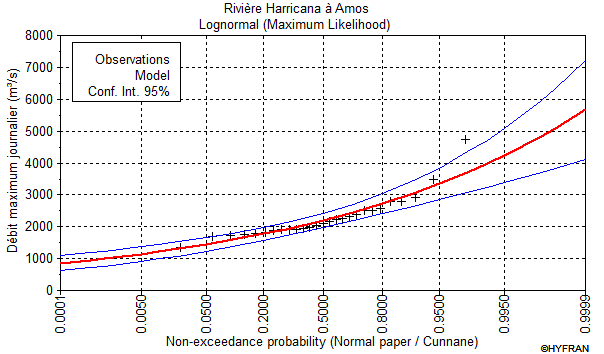 Rivière Harricana à Amos
Lognormal (Maximum Likelihood)
8000
7000
6000
5000
4000
3000
2000
1000
0
Débit maximum journalier (m³/s)
Observations
Model
Conf. Int. 95%
0.0001
0.0050
0.0500
0.2000
0.5000
0.8000
0.9500
0.9950
0.9999
Non-exceedance probability (Normal paper / Cunnane)
©HYFRAN